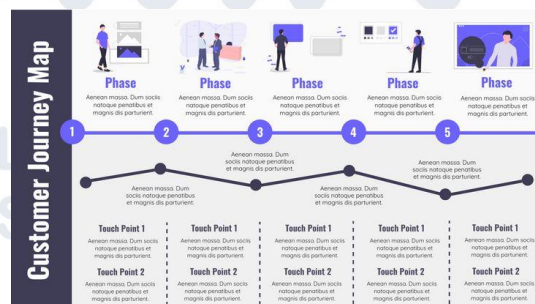 Customer Journey Map
Phase
Aenean massa. Dum sociis
natoque penatibus et
magnis dis parturient.
Phase
Aenean massa. Dum sociis
natoque penatibus et
magnis dis parturient.
Phase
Aenean massa. Dum sociis
natoque penatibus et
magnis dis parturient.
Phase
Aenean massa. Dum sociis
natoque penatibus et
magnis dis parturient.
Phase
Aenean massa. Dum sociis
natoque penatibus et
magnis dis parturient.
1
2
3
4
5
Aenean massa. Dum
sociis natoque penatibus
et magnis dis parturient.
Aenean massa. Dum
sociis natoque penatibus
et magnis dis parturient.
Aenean massa. Dum
sociis natoque penatibus
et magnis dis parturient.
Aenean massa. Dum
sociis natoque penatibus
et magnis dis parturient.
Touch Point 1
Aenean massa. Dum sociis
natoque penatibus et
magnis dis parturient.
Touch Point 2
Aenean massa. Dum sociis
natoque penatibus et
magnis dis parturient.
Touch Point 1
Aenean massa. Dum sociis
natoque penatibus et
magnis dis parturient.
Touch Point 2
Aenean massa. Dum sociis
natoque penatibus et
magnis dis parturient.
Touch Point 1
Aenean massa. Dum sociis
natoque penatibus et
magnis dis parturient.
Touch Point 2
Aenean massa. Dum sociis
natoque penatibus et
magnis dis parturient.
Touch Point 1
Aenean massa. Dum sociis
natoque penatibus et
magnis dis parturient.
Touch Point 2
Aenean massa. Dum sociis
natoque penatibus et
magnis dis parturient.
Touch Point 1
Aenean massa. Dum sociis
natoque penatibus et
magnis dis parturient.
Touch Point 2
Aenean massa. Dum sociis
natoque penatibus et
magnis dis parturient.